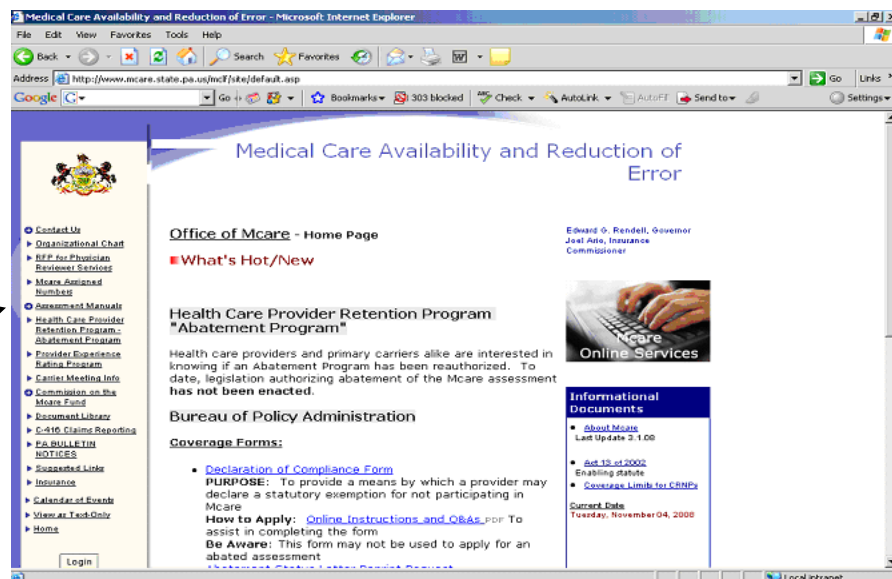 Medical Care Availability and Reduction of Error - Microsoft Internet Explorer
File Edit View Favorites Tools Help
Back Search Favorites
Address http://www.mcare.state.pa.us/mclf/site/default.asp Go Links
Google Go Bookmarks 303 blocked Check AutoLink AutoFill Send to Settings
Medical Care Availability and Reduction of
Error
Contact Us
Organizational Chart
RFP for Physician
Reviewer Services
Mcare Assigned
Numbers
Assessment Manuals
Health Care Provider
Retention Program -
Abatement Program
Provider Experience
Rating Program
Carrier Meeting Info
Commission on the
Mcare Fund
Document Library
C-416 Claims Reporting
PA BULLETIN
NOTICES
Suggested Links
Insurance
Calendar of Events
View as Text-Only
Home
Login
Office of Mcare - Home Page
What's Hot/New
Health Care Provider Retention Program
"Abatement Program"
Health care providers and primary carriers alike are interested in
knowing if an Abatement Program has been reauthorized. To
date, legislation authorizing abatement of the Mcare assessment
has not been enacted.
Bureau of Policy Administration
Coverage Forms:
Declaration of Compliance Form
PURPOSE: To provide a means by which a provider may
declare a statutory exemption for not participating in
Mcare
How to Apply: Online Instructions and Q&As PDF To
assist in completing the form
Be Aware: This form may not be used to apply for an
abated assessment
Abatement Status Letter Reprint Request
Edward G. Rendell, Governor
Joel Ario, Insurance
Commissioner
Mcare
Online Services
Informational
Documents
About Mcare
Last Update 3.1.08
Act 13 of 2002
Enabling statute
Coverage Limits for CRNPs
Current Date
Tuesday, November 04, 2008
Local intranet